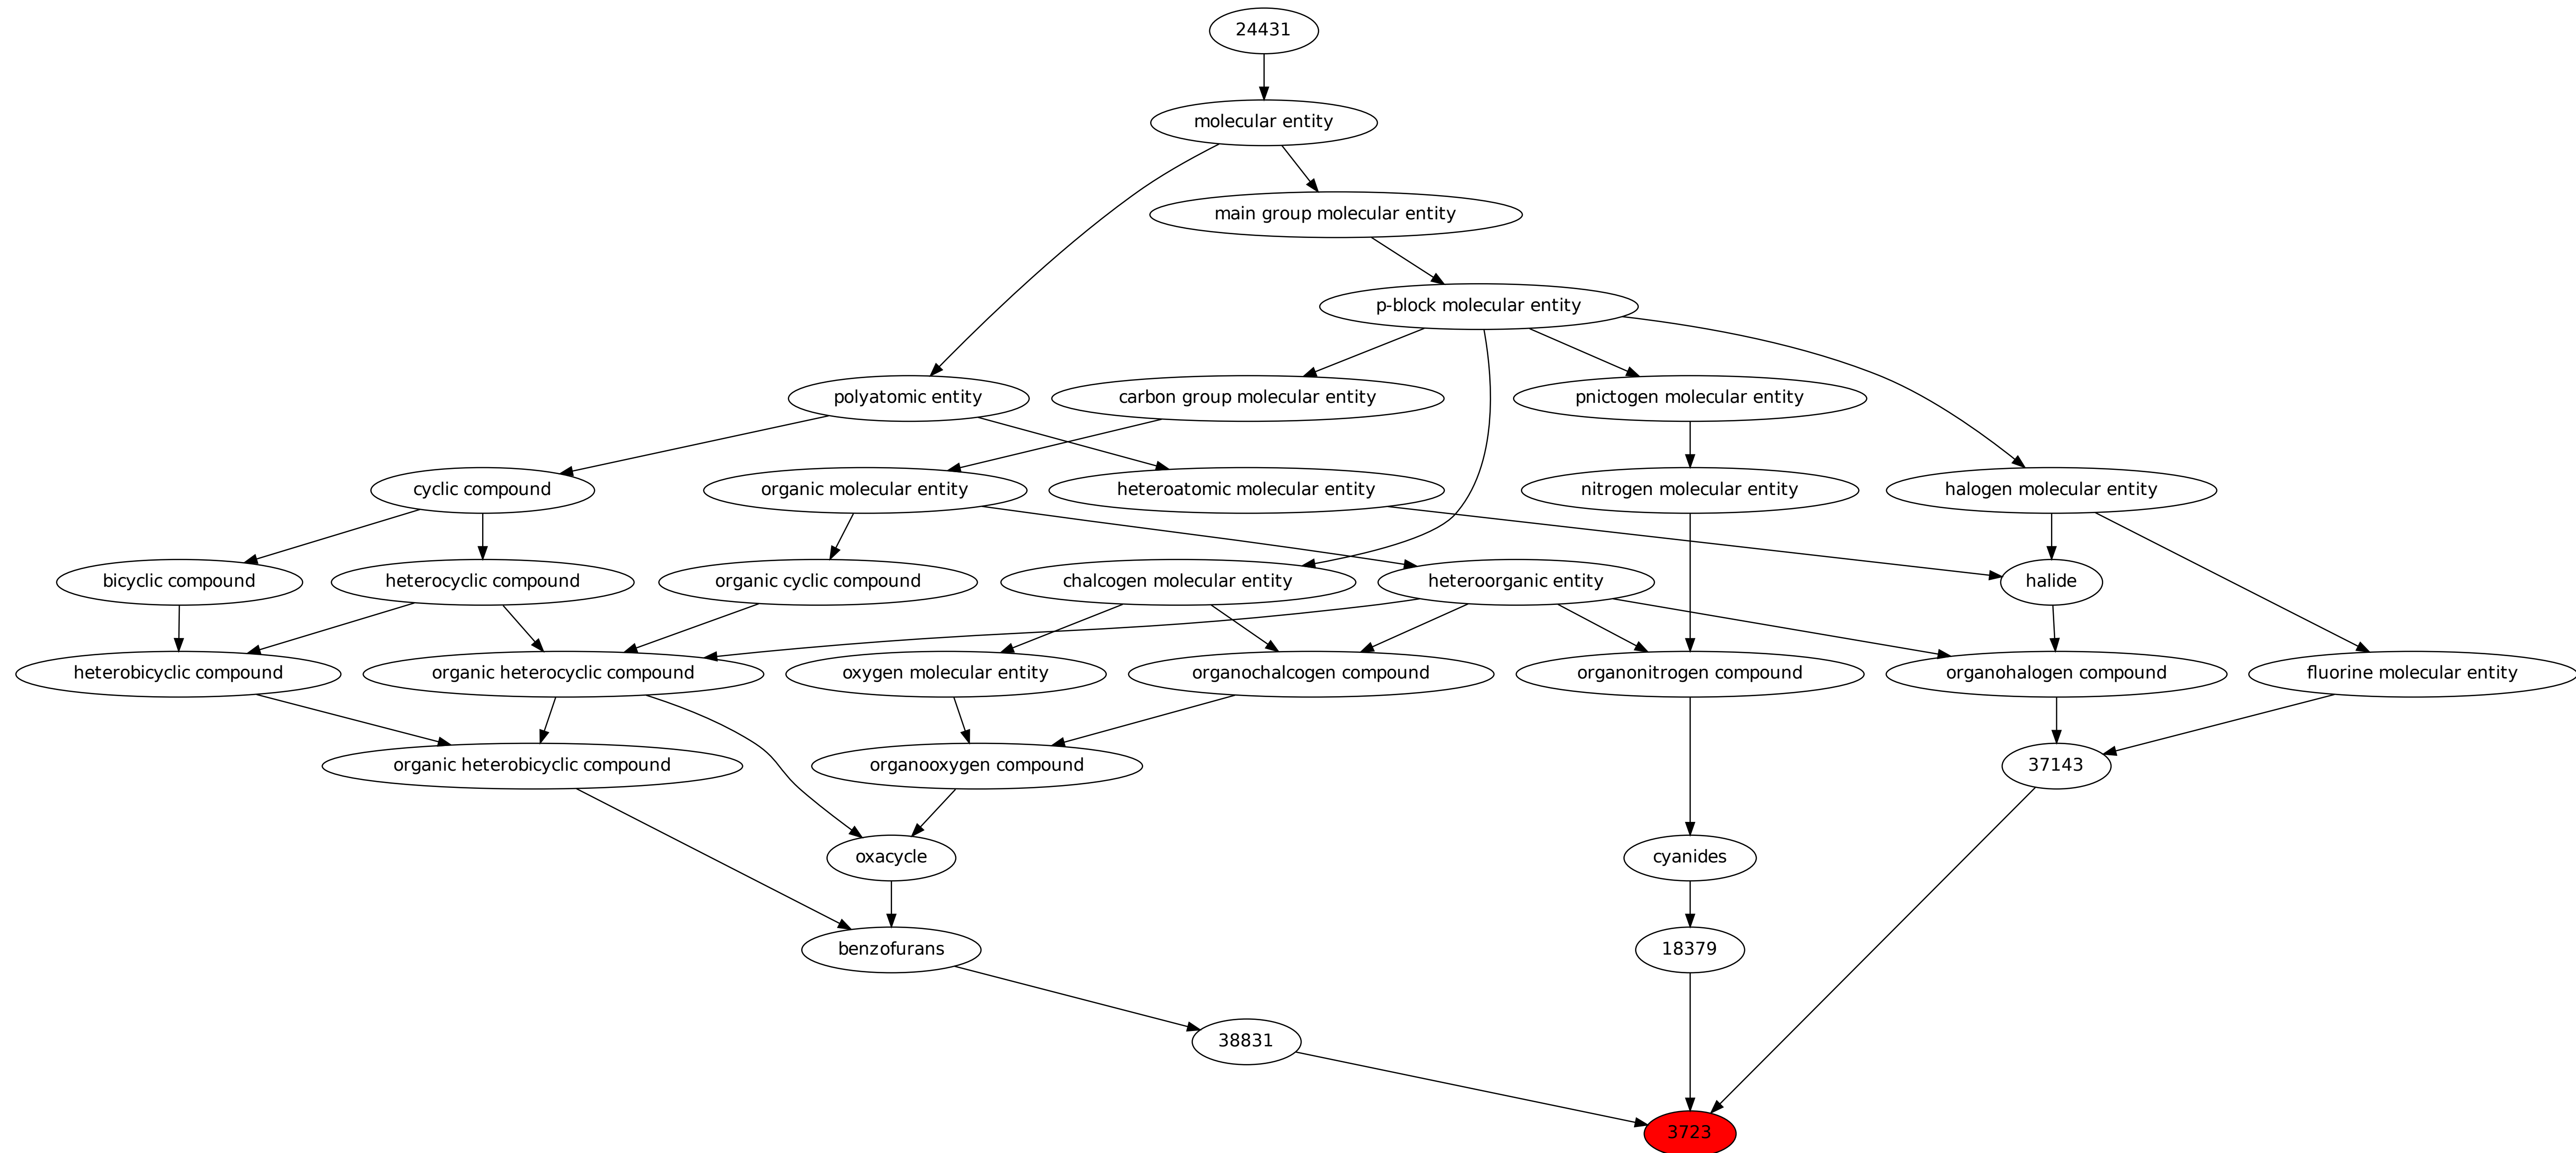 24431
molecular entity
main group molecular entity
p-block molecular entity
polyatomic entity
carbon group molecular entity
pnictogen molecular entity
cyclic compound
organic molecular entity
heteroatomic molecular entity
nitrogen molecular entity
halogen molecular entity
bicyclic compound
heterocyclic compound
organic cyclic compound
chalcogen molecular entity
heteroorganic entity
halide
heterobicyclic compound
organic heterocyclic compound
oxygen molecular entity
organochalcogen compound
organonitrogen compound
organohalogen compound
fluorine molecular entity
organic heterobicyclic compound
organooxygen compound
37143
oxacycle
cyanides
benzofurans
18379
38831
3723